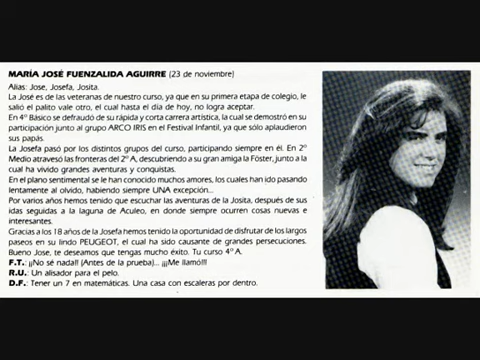 MARÍA JOSÉ FUENZALIDA AGUIRRE (23 de noviembre)
Alias: Jose, Josefa, Josita.
La José es de las veteranas de nuestro curso, ya que en su primera etapa de colegio, le
salió el palito vale otro, el cual hasta el día de hoy, no logra aceptar.
En 4º Básico se defraudó de su rápida y corta carrera artística, la cual se demostró en su
participación junto al grupo ARCO IRIS en el Festival Infantil, ya que sólo aplaudieron
sus papás.
La Josefa pasó por los distintos grupos del curso, participando siempre en él. En 2º
Medio atravesó las fronteras del 2º A, descubriendo a su gran amiga la Föster, junto a la
cual ha vivido grandes aventuras y conquistas.
En el plano sentimental se le han conocido muchos amores, los cuales han ido pasando
lentamente al olvido, habiendo siempre UNA excepción...
Por varios años hemos tenido que escuchar las aventuras de la Josita, después de sus
idas seguidas a la laguna de Aculeo, en donde siempre ocurren cosas nuevas e
interesantes.
Gracias a los 18 años de la Josefa hemos tenido la oportunidad de disfrutar de los largos
paseos en su lindo PEUGEOT, el cual ha sido causante de grandes persecuciones.
Bueno Jose, te deseamos que tengas mucho éxito. Tu curso 4º A.
F.T.: ¡¡No sé nada!! (Antes de la prueba)... ¡¡¡Me llamó!!!
R.U.: Un alisador para el pelo.
D.F.: Tener un 7 en matemáticas. Una casa con escaleras por dentro.